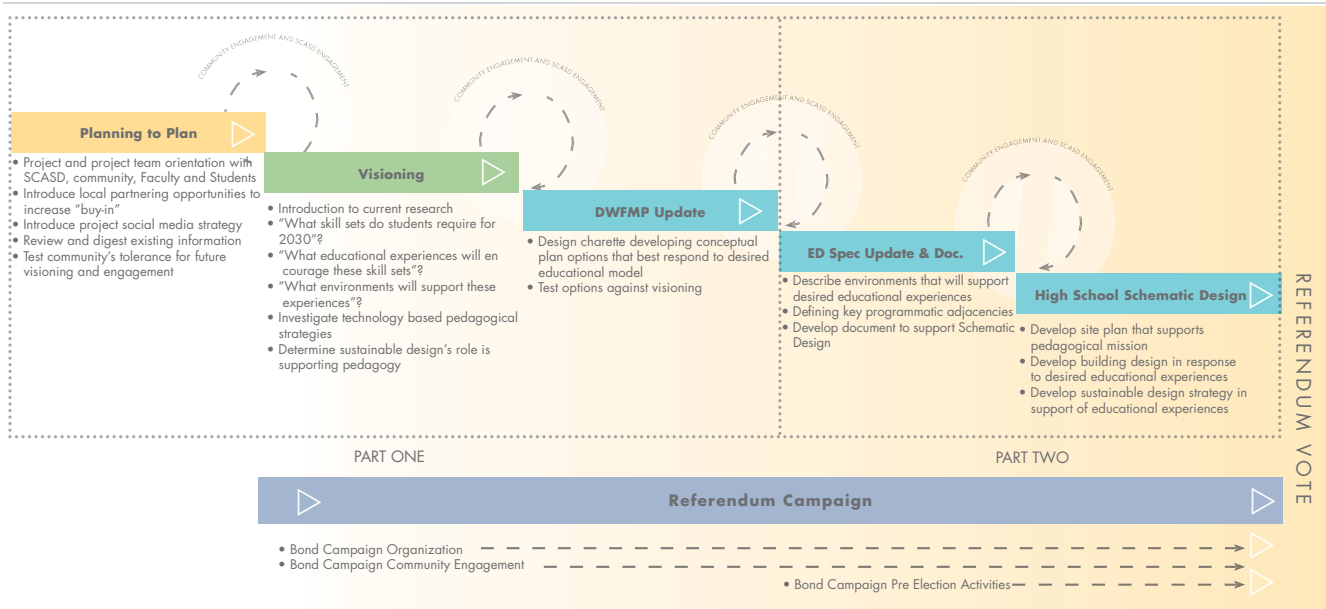 COMMUNITY ENGAGEMENT AND SCASD ENGAGEMENT
Planning to Plan
• Project and project team orientation with
SCASD, community, Faculty and Students
• Introduce local partnering opportunities to
increase “buy-in”
• Introduce project social media strategy
• Review and digest existing information
• Test community’s tolerance for future
visioning and engagement
COMMUNITY ENGAGEMENT AND SCASD ENGAGEMENT
Visioning
• Introduction to current research
• “What skill sets do students require for
2030”?
• “What educational experiences will en
courage these skill sets”?
• “What environments will support these
experiences”?
• Investigate technology based pedagogical
strategies
• Determine sustainable design’s role is
supporting pedagogy
COMMUNITY ENGAGEMENT AND SCASD ENGAGEMENT
DWFMP Update
• Design charette developing conceptual
plan options that best respond to desired
educational model
• Test options against visioning
COMMUNITY ENGAGEMENT AND SCASD ENGAGEMENT
ED Spec Update & Doc.
• Describe environments that will support
desired educational experiences
• Defining key programmatic adjacencies
• Develop document to support Schematic
Design
High School Schematic Design
• Develop site plan that supports
pedagogical mission
• Develop building design in response
to desired educational experiences
• Develop sustainable design strategy in
support of educational experiences
REFERENDUM VOTE
PART ONE
PART TWO
Referendum Campaign
• Bond Campaign Organization
• Bond Campaign Community Engagement
• Bond Campaign Pre Election Activities